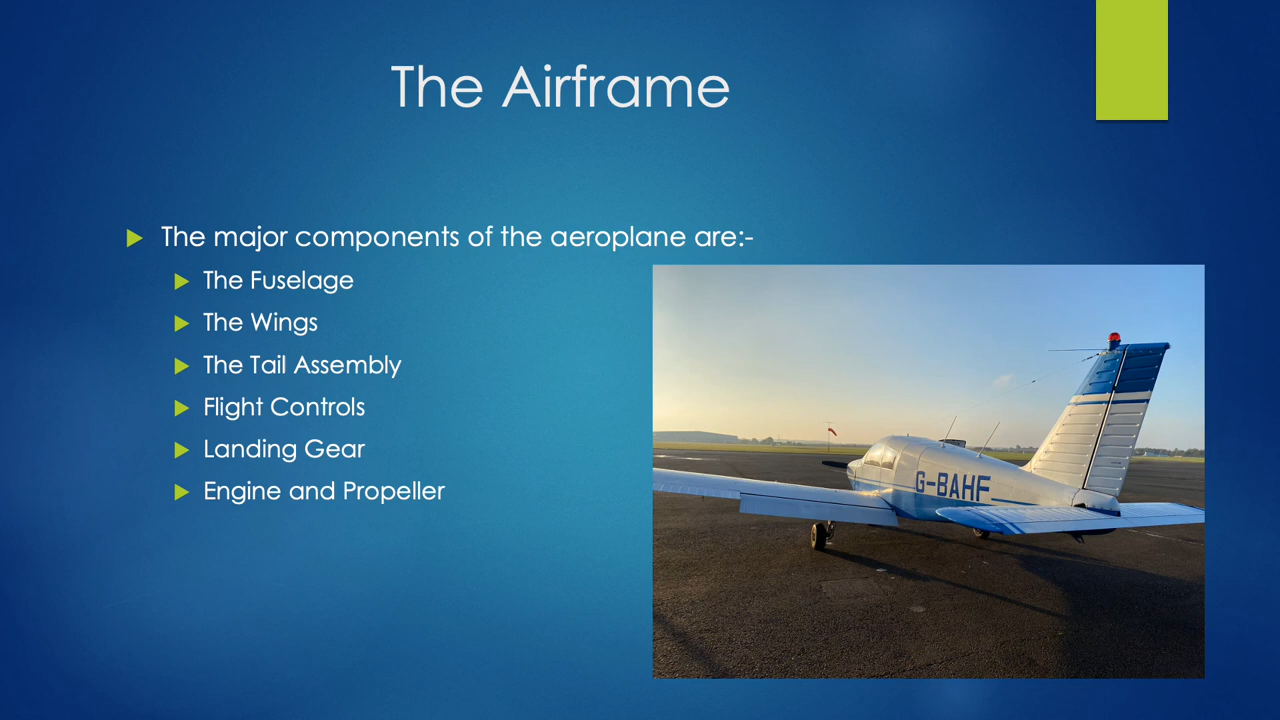 The Airframe
The major components of the aeroplane are:-
The Fuselage
The Wings
The Tail Assembly
Flight Controls
Landing Gear
Engine and Propeller
G-BAHF